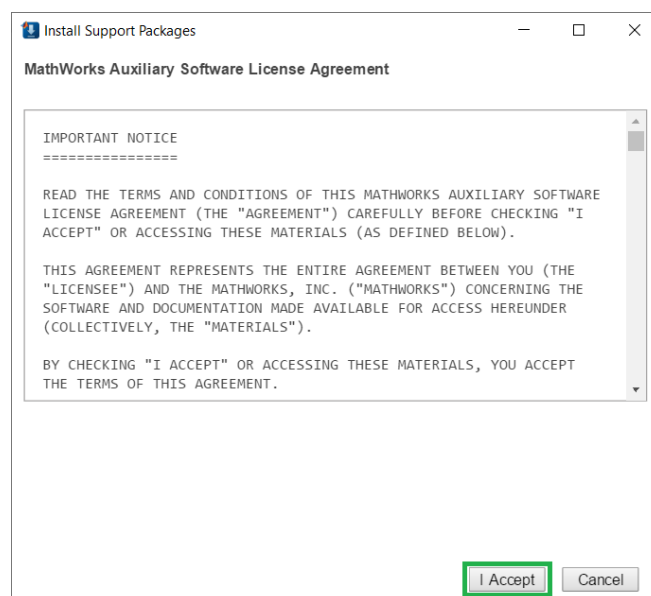 Install Support Packages
MathWorks Auxiliary Software License Agreement
IMPORTANT NOTICE
================
READ THE TERMS AND CONDITIONS OF THIS MATHWORKS AUXILIARY SOFTWARE
LICENSE AGREEMENT (THE "AGREEMENT") CAREFULLY BEFORE CHECKING "I
ACCEPT" OR ACCESSING THESE MATERIALS (AS DEFINED BELOW).
THIS AGREEMENT REPRESENTS THE ENTIRE AGREEMENT BETWEEN YOU (THE
"LICENSEE") AND THE MATHWORKS, INC. ("MATHWORKS") CONCERNING THE
SOFTWARE AND DOCUMENTATION MADE AVAILABLE FOR ACCESS HEREUNDER
(COLLECTIVELY, THE "MATERIALS").
BY CHECKING "I ACCEPT" OR ACCESSING THESE MATERIALS, YOU ACCEPT
THE TERMS OF THIS AGREEMENT.
I Accept Cancel